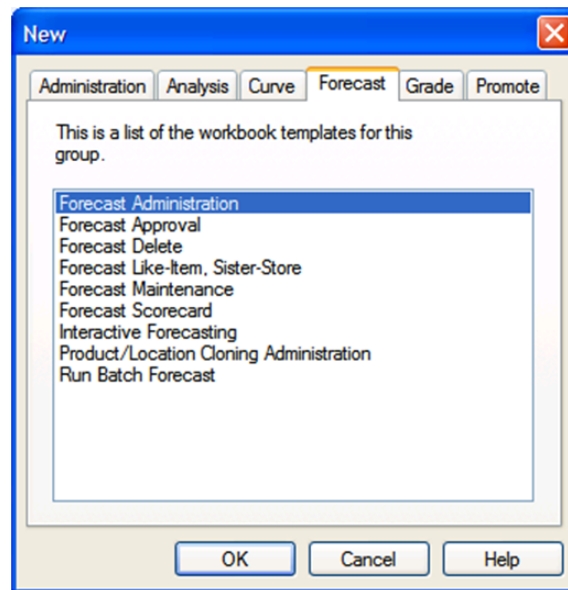 New
Administration Analysis Curve Forecast Grade Promote
This is a list of the workbook templates for this
group.
Forecast Administration
Forecast Approval
Forecast Delete
Forecast Like-Item, Sister-Store
Forecast Maintenance
Forecast Scorecard
Interactive Forecasting
Product/Location Cloning Administration
Run Batch Forecast
OK Cancel Help